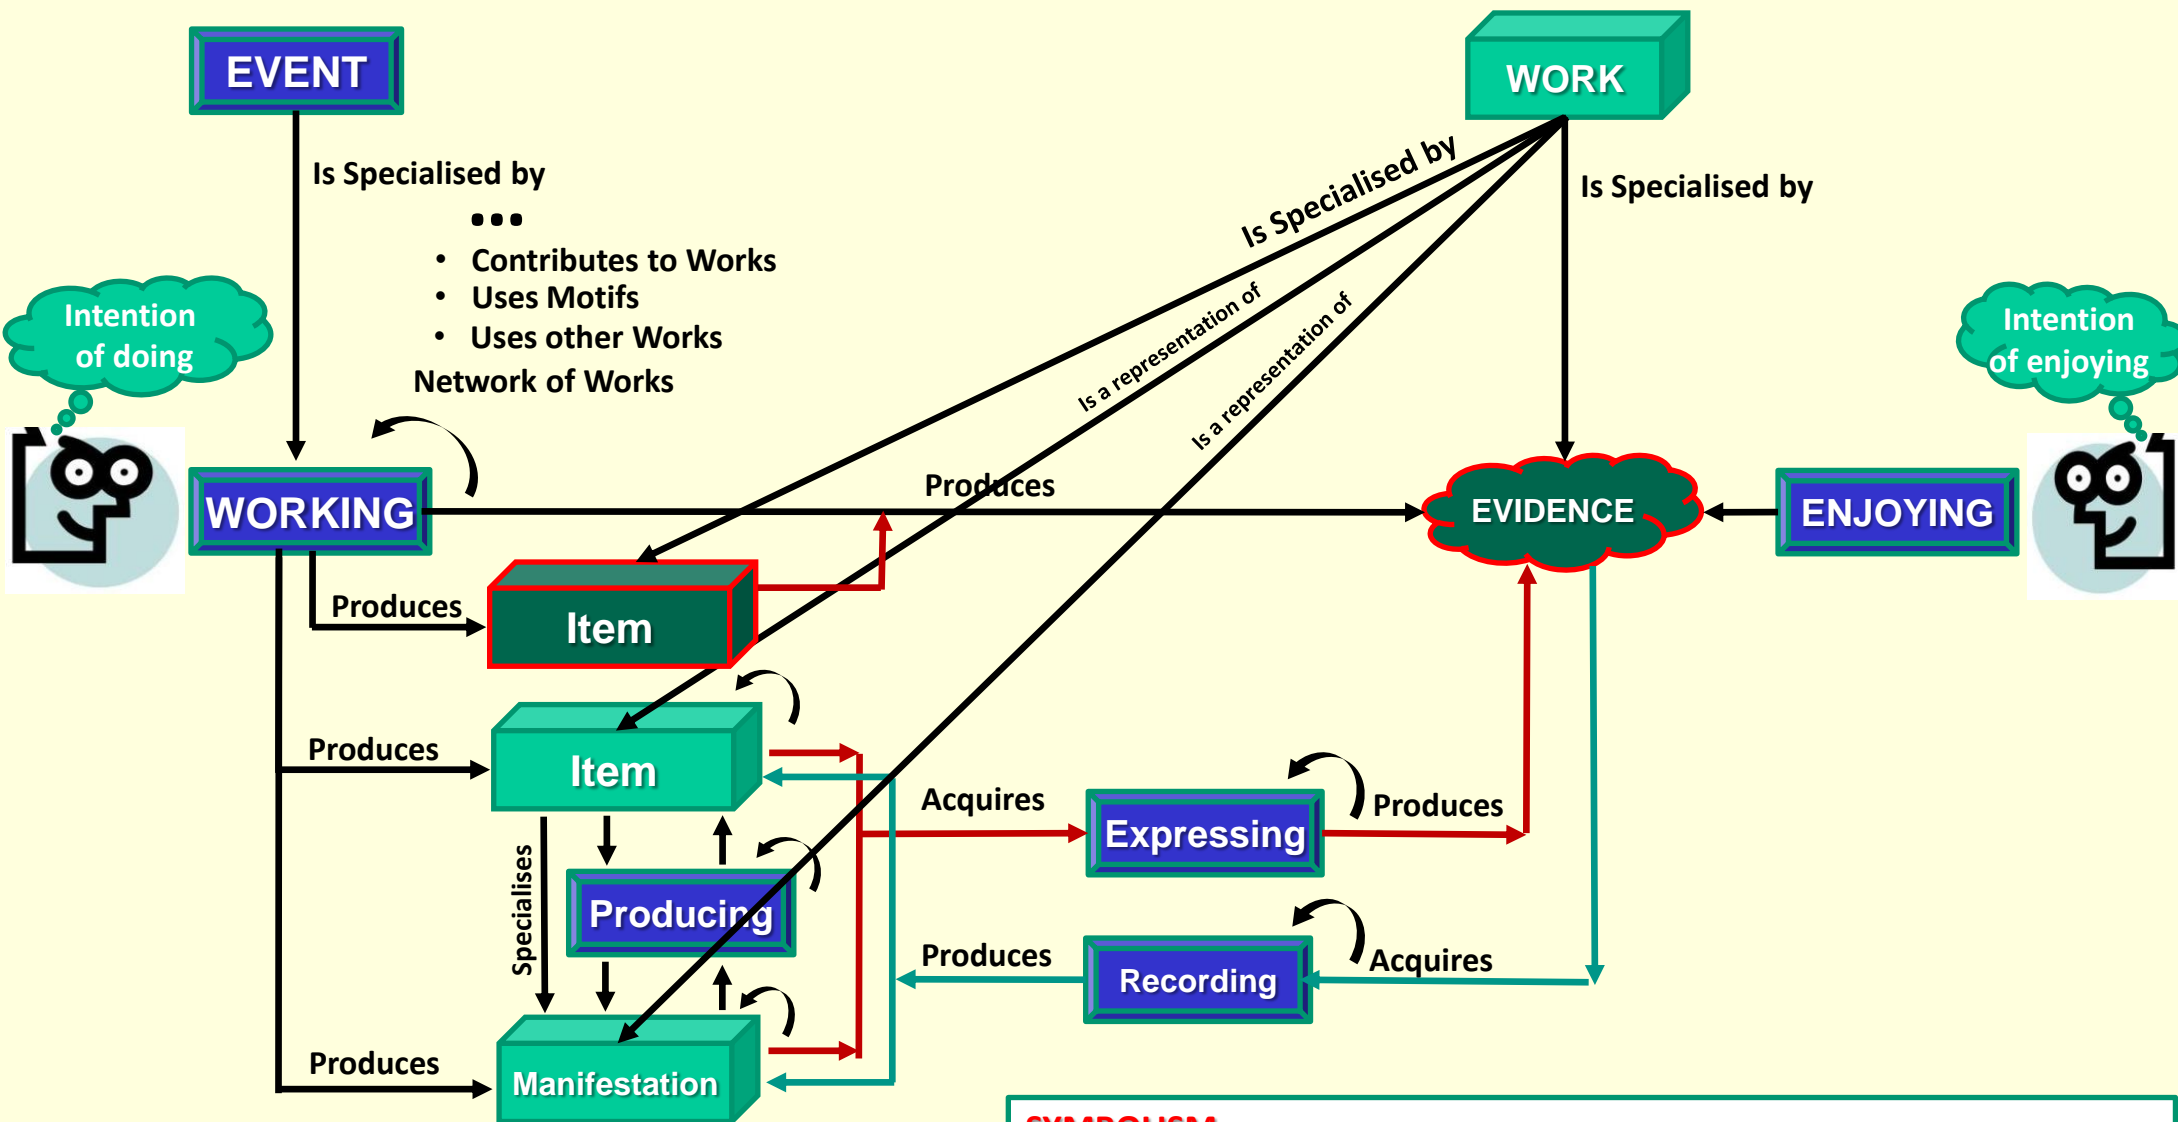 EVENT
WORK
Is Specialised by
Is Specialised by
Is Specialised by
...
• Contributes to Works
• Uses Motifs
• Uses other Works
Network of Works
Intention
of doing
Intention
of enjoying
Is a representation of
Is a representation of
WORKING
Produces
EVIDENCE
ENJOYING
Produces
Item
Produces
Item
Acquires
Expressing
Produces
Specialises
Producing
Produces
Recording
Acquires
Produces
Manifestation
SYMBOLISM